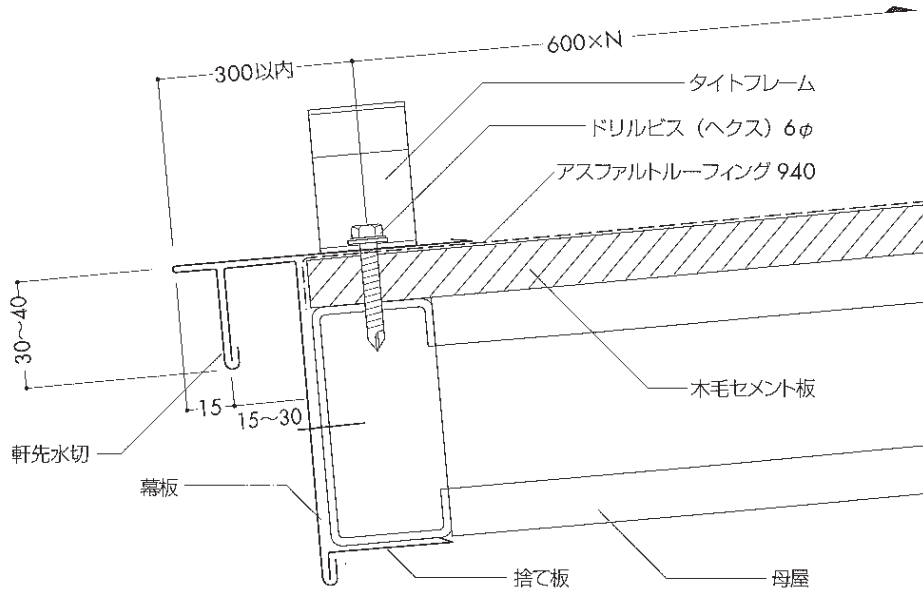 600×N
300以内
タイトフレーム
ドリルビス（ヘクス）6φ
アスファルトルーフィング 940
30〜40
15
15〜30
木毛セメント板
軒先水切
幕板
捨て板
母屋